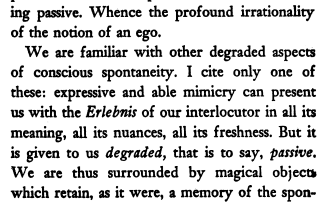 ing passive. Whence the profound irrationality
of the notion of an ego.
We are familiar with other degraded aspects
of conscious spontaneity. I cite only one of
these: expressive and able mimicry can present
us with the Erlebnis of our interlocutor in all its
meaning, all its nuances, all its freshness. But it
is given to us degraded, that is to say, passive.
We are thus surrounded by magical objects
which retain, as it were, a memory of the spon-